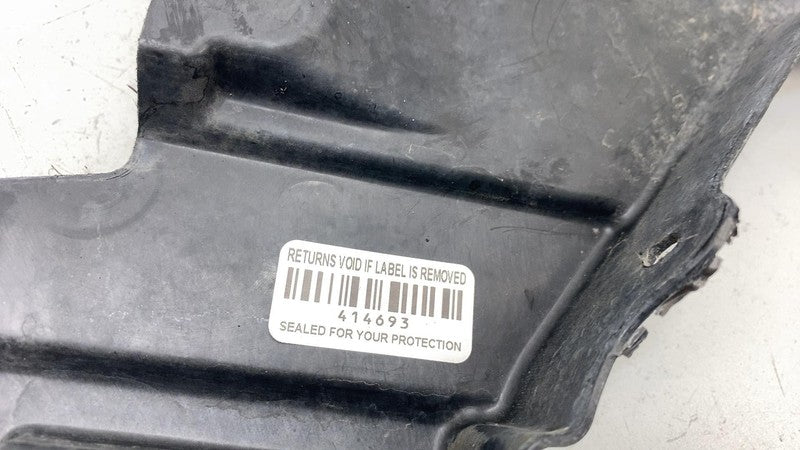 RETURNS VOID IF LABEL IS REMOVED
414693
SEALED FOR YOUR PROTECTION